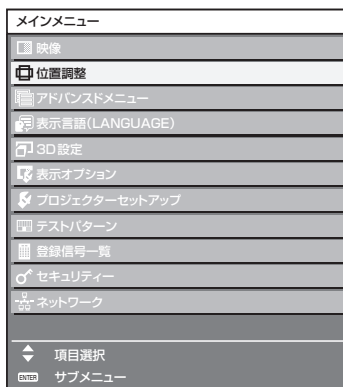 メインメニュー
映像
位置調整
アドバンスドメニュー
表示言語(LANGUAGE)
3D設定
表示オプション
プロジェクターセットアップ
テストパターン
登録信号一覧
セキュリティー
ネットワーク
項目選択
ENTER サブメニュー